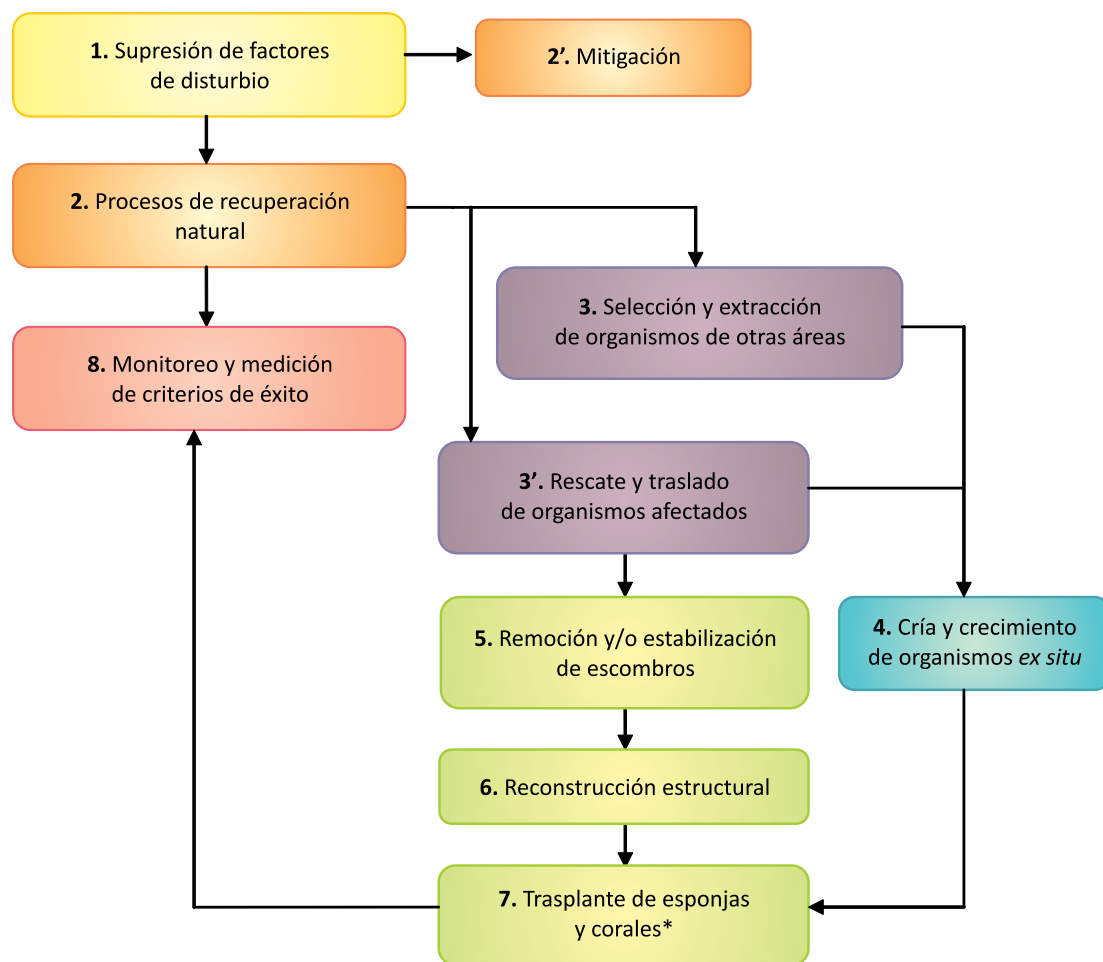 1. Supresión de factores
de disturbio
2’. Mitigación
2. Procesos de recuperación
natural
3. Selección y extracción
de organismos de otras áreas
8. Monitoreo y medición
de criterios de éxito
3’. Rescate y traslado
de organismos afectados
5. Remoción y/o estabilización
de escombros
4. Cría y crecimiento
de organismos ex situ
6. Reconstrucción estructural
7. Trasplante de esponjas
y corales*